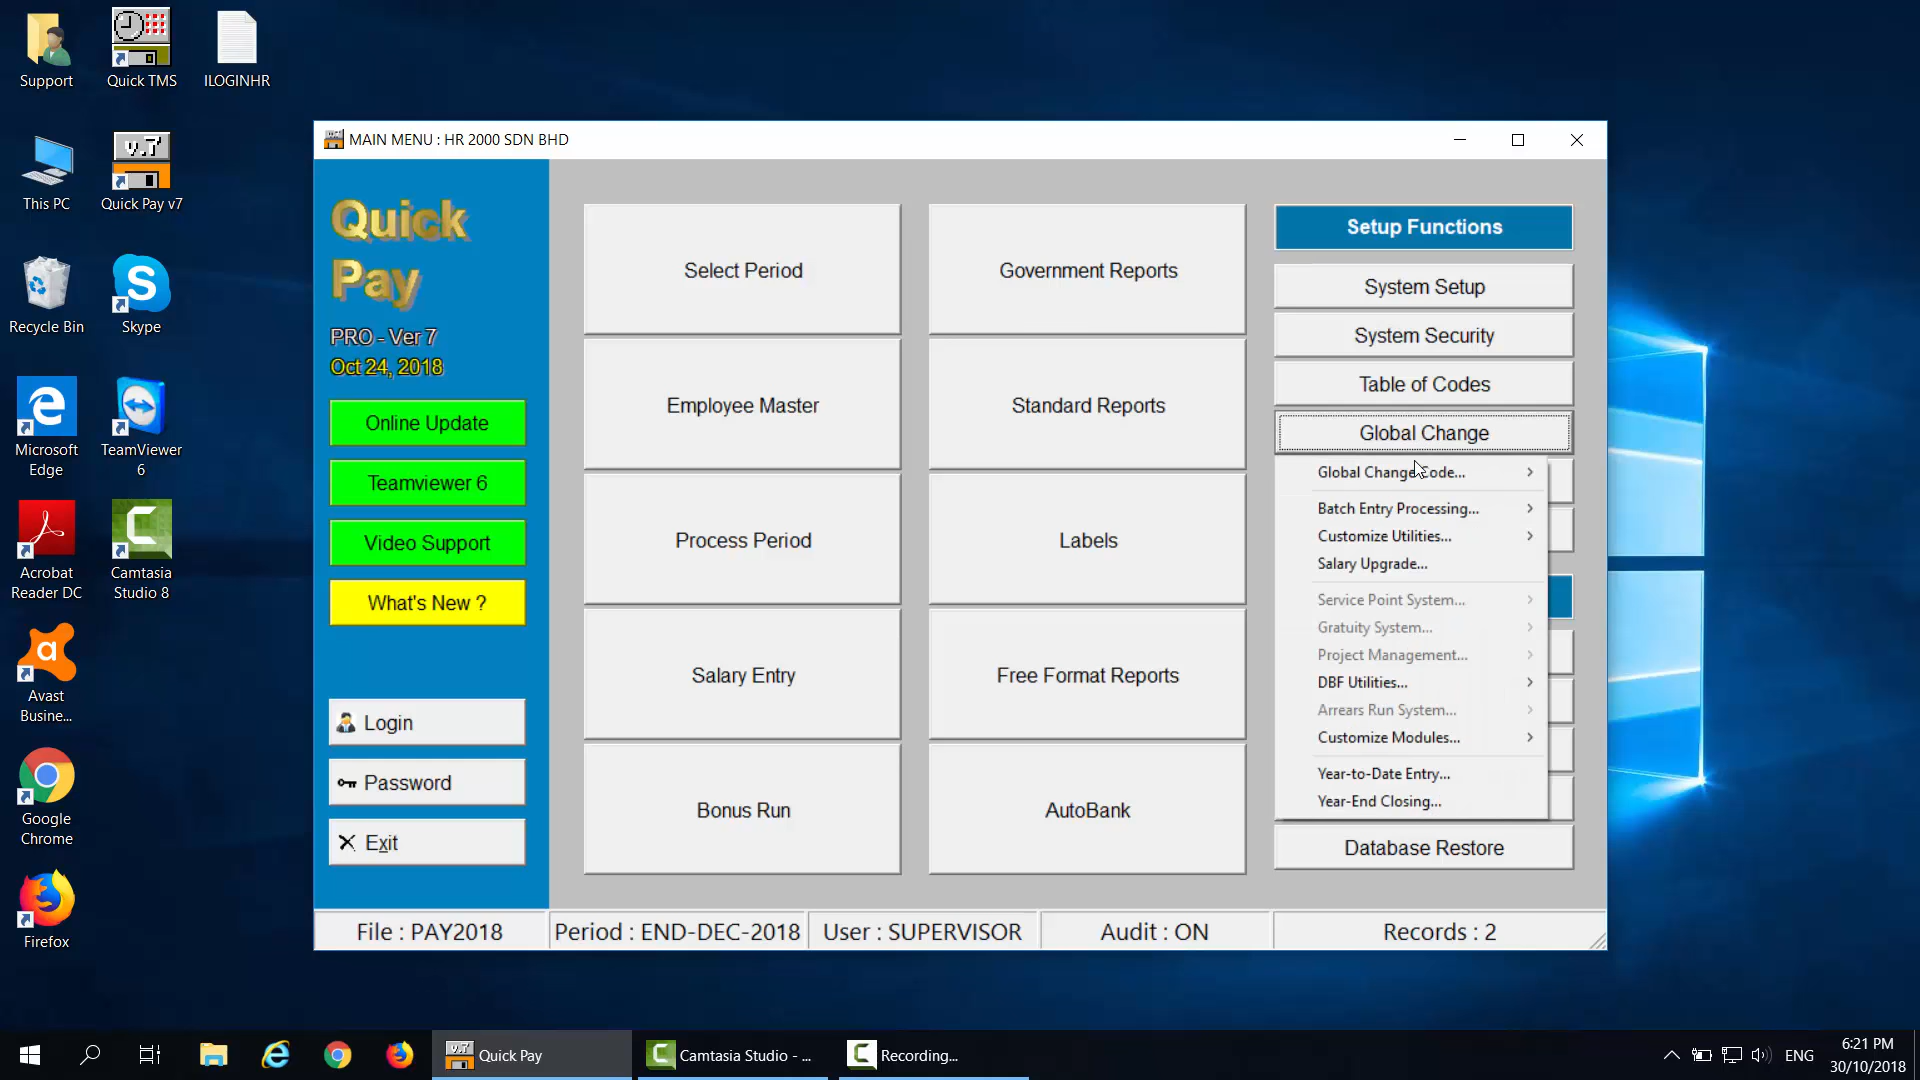 Support
Quick TMS
ILOGINHR
This PC
Quick Pay v7
Recycle Bin
Skype
Microsoft
Edge
TeamViewer
6
Acrobat
Reader DC
Camtasia
Studio 8
Avast
Busine...
Google
Chrome
Firefox
MAIN MENU : HR 2000 SDN BHD
Quick
Pay
PRO - Ver 7
Oct 24, 2018
Online Update
Teamviewer 6
Video Support
What's New ?
Login
Password
Exit
Select Period
Employee Master
Process Period
Salary Entry
Bonus Run
Government Reports
Standard Reports
Labels
Free Format Reports
AutoBank
Setup Functions
System Setup
System Security
Table of Codes
Global Change
Global Change Code...
Batch Entry Processing...
Customize Utilities...
Salary Upgrade...
Service Point System...
Gratuity System...
Project Management...
DBF Utilities...
Arrears Run System...
Customize Modules...
Year-to-Date Entry...
Year-End Closing...
Database Restore
File : PAY2018
Period : END-DEC-2018
User : SUPERVISOR
Audit : ON
Records : 2
v.7
Quick Pay
Camtasia Studio - ...
Recording...
ENG
6:21 PM
30/10/2018